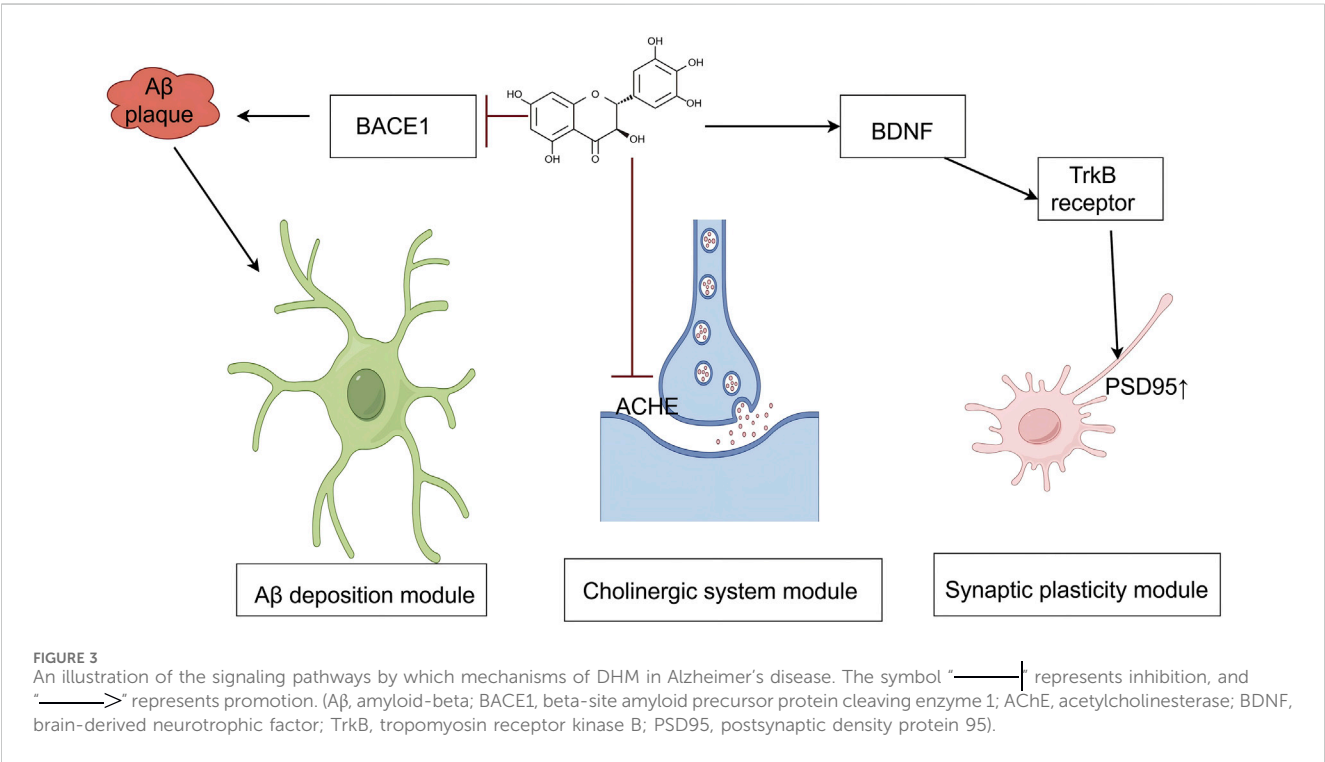 Aβ
plaque
BACE1
OH
OH
HO
O
OH
OH
OH
O
BDNF
TrkB
receptor
ACHE
PSD95↑
Aβ deposition module
Cholinergic system module
Synaptic plasticity module
FIGURE 3
An illustration of the signaling pathways by which mechanisms of DHM in Alzheimer's disease. The symbol “———|” represents inhibition, and
“———>” represents promotion. (Aβ, amyloid-beta; BACE1, beta-site amyloid precursor protein cleaving enzyme 1; AChE, acetylcholinesterase; BDNF,
brain-derived neurotrophic factor; TrkB, tropomyosin receptor kinase B; PSD95, postsynaptic density protein 95).